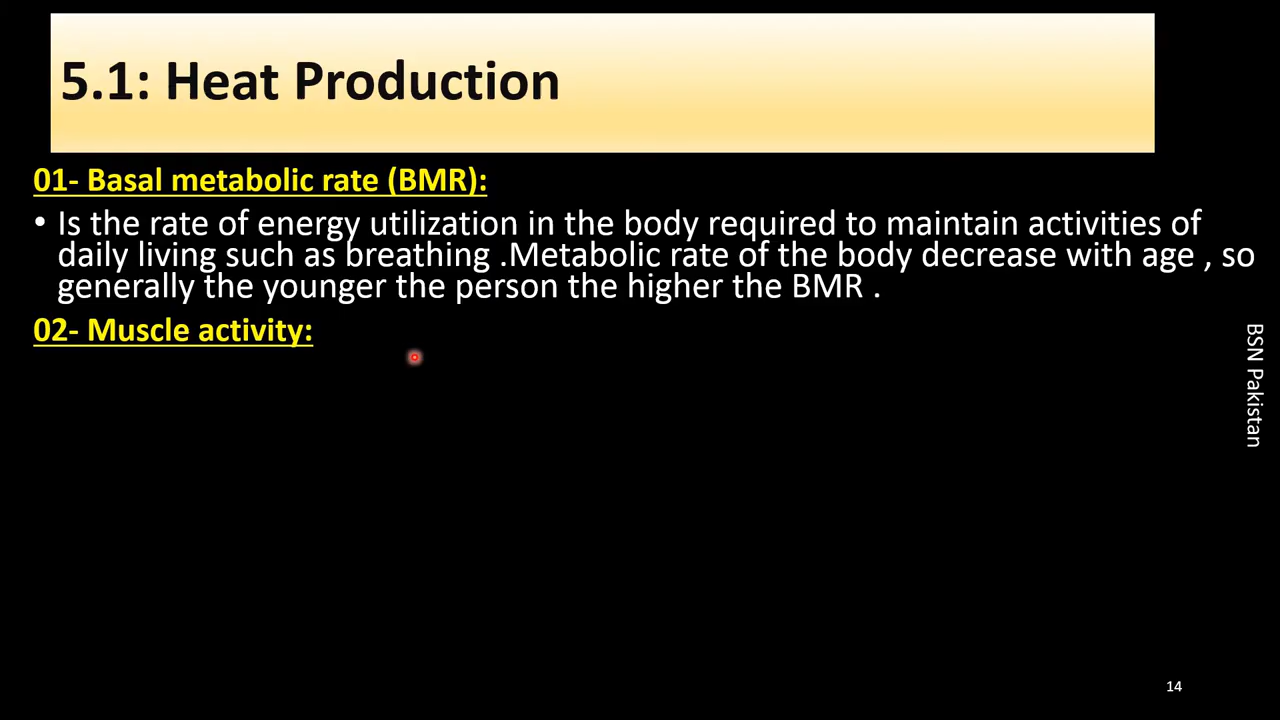 5.1: Heat Production
01- Basal metabolic rate (BMR):
• Is the rate of energy utilization in the body required to maintain activities of
daily living such as breathing .Metabolic rate of the body decrease with age , so
generally the younger the person the higher the BMR .
02- Muscle activity:
BSN Pakistan
14